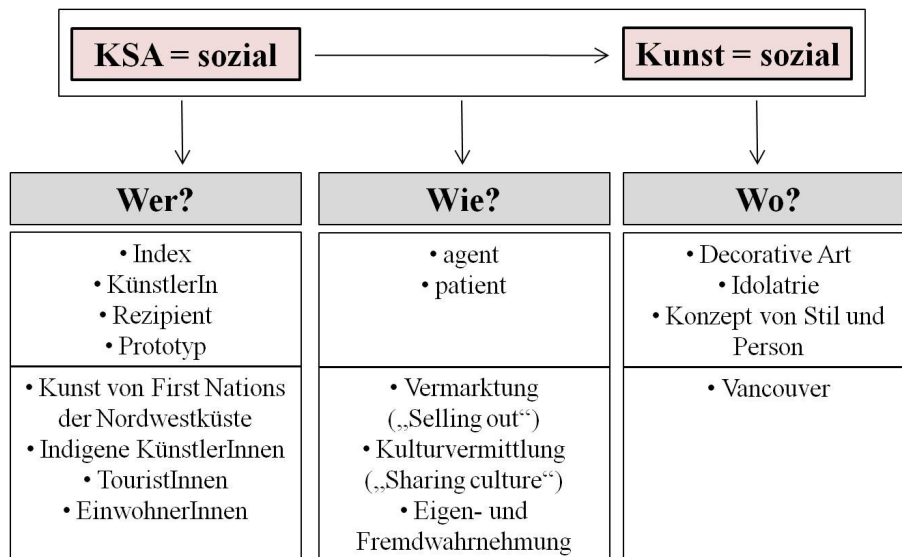 KSA = sozial
Kunst = sozial
Wer?
• Index
• KünstlerIn
• Rezipient
• Prototyp
• Kunst von First Nations
der Nordwestküste
• Indigene KünstlerInnen
• TouristInnen
• EinwohnerInnen
Wie?
• agent
• patient
• Vermarktung
(„Selling out“)
• Kulturvermittlung
(„Sharing culture“)
• Eigen- und
Fremdwahrnehmung
Wo?
• Decorative Art
• Idolatrie
• Konzept von Stil und
Person
• Vancouver